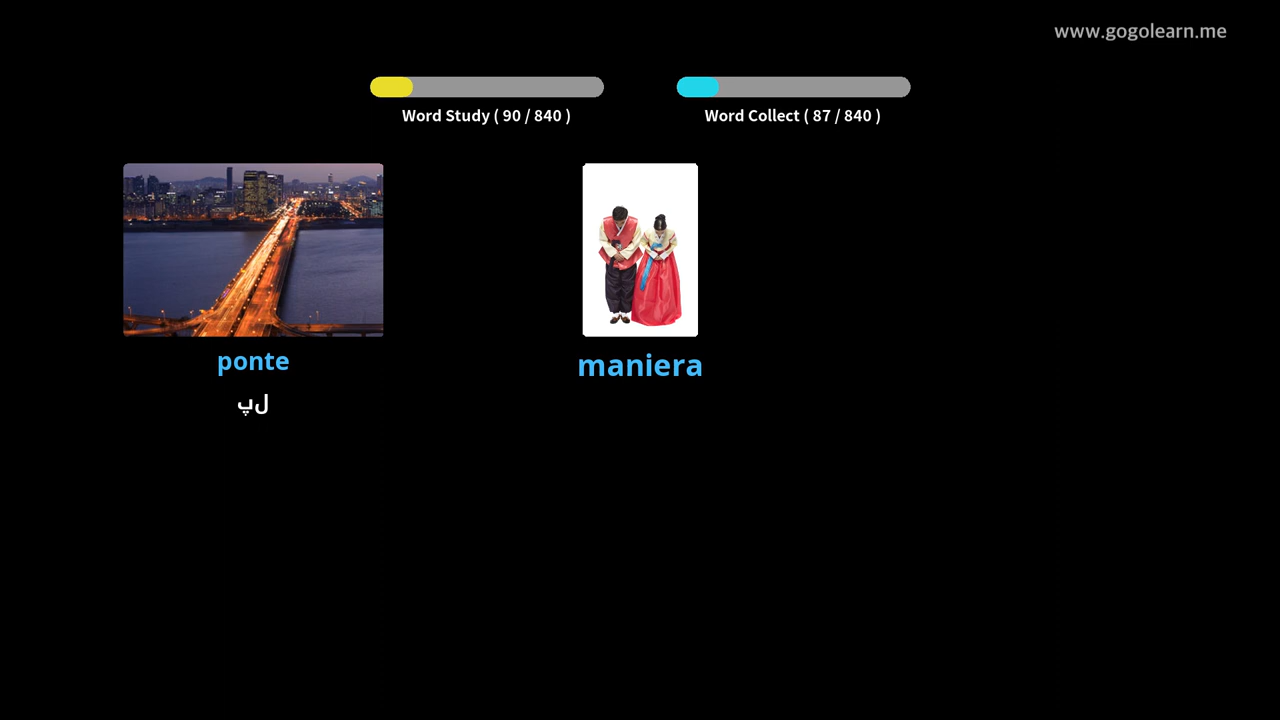 www.gogolearn.me
Word Study ( 90 / 840 )
Word Collect ( 87 / 840 )
ponte
پل
maniera